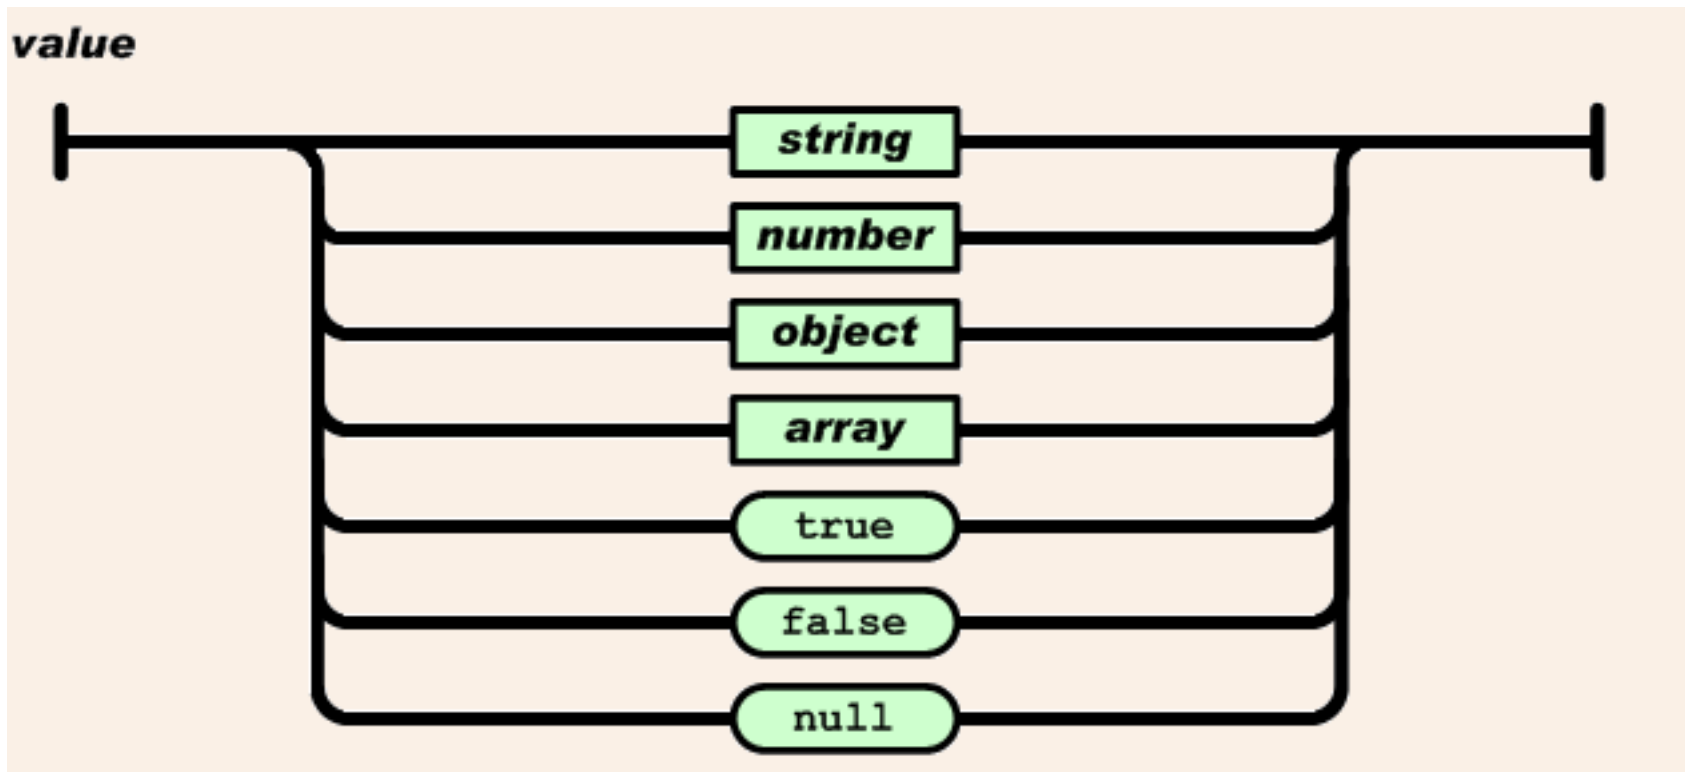 value
string
number
object
array
true
false
null